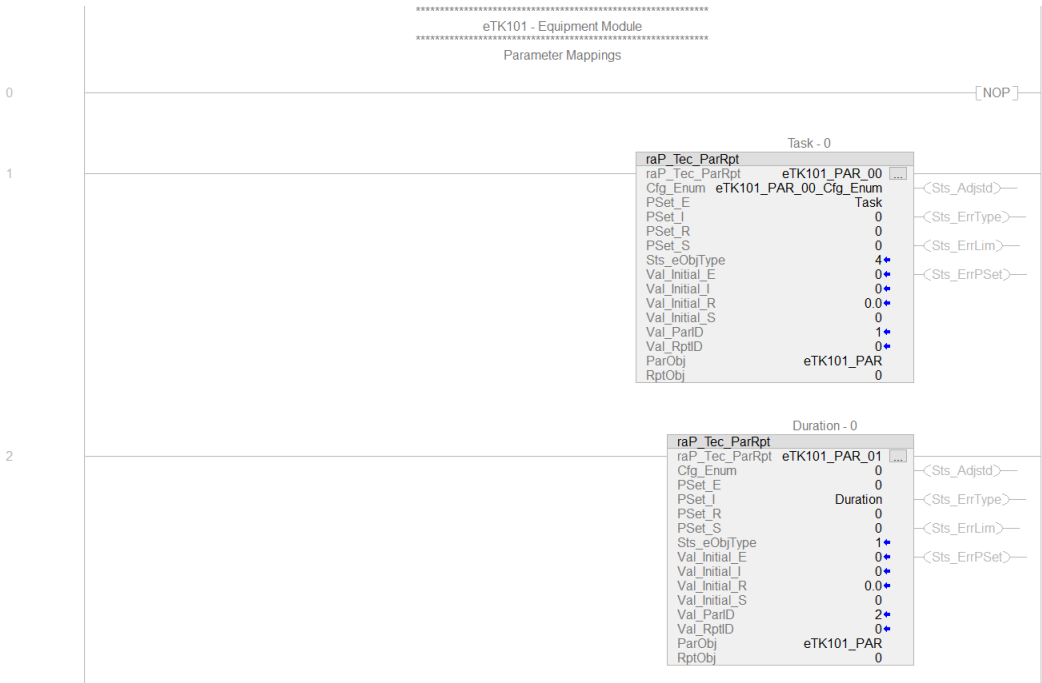 ************************************************************
eTK101 - Equipment Module
************************************************************
Parameter Mappings
0
NOP
Task - 0
1
raP_Tec_ParRpt
raP_Tec_ParRpt eTK101_PAR_00 ...
Cfg_Enum eTK101_PAR_00_Cfg_Enum
Sts_Adjstd
PSet_E Task
PSet_I 0
Sts_ErrType
PSet_R 0
PSet_S 0
Sts_ErrLim
Sts_eObjType 4
Val_Initial_E 0
Sts_ErrPSet
Val_Initial_I 0
Val_Initial_R 0.0
Val_Initial_S 0
Val_ParID 1
Val_RptID 0
ParObj eTK101_PAR
RptObj 0
Duration - 0
2
raP_Tec_ParRpt
raP_Tec_ParRpt eTK101_PAR_01 ...
Cfg_Enum 0
Sts_Adjstd
PSet_E 0
PSet_I Duration
Sts_ErrType
PSet_R 0
PSet_S 0
Sts_ErrLim
Sts_eObjType 1
Val_Initial_E 0
Sts_ErrPSet
Val_Initial_I 0
Val_Initial_R 0.0
Val_Initial_S 0
Val_ParID 2
Val_RptID 0
ParObj eTK101_PAR
RptObj 0